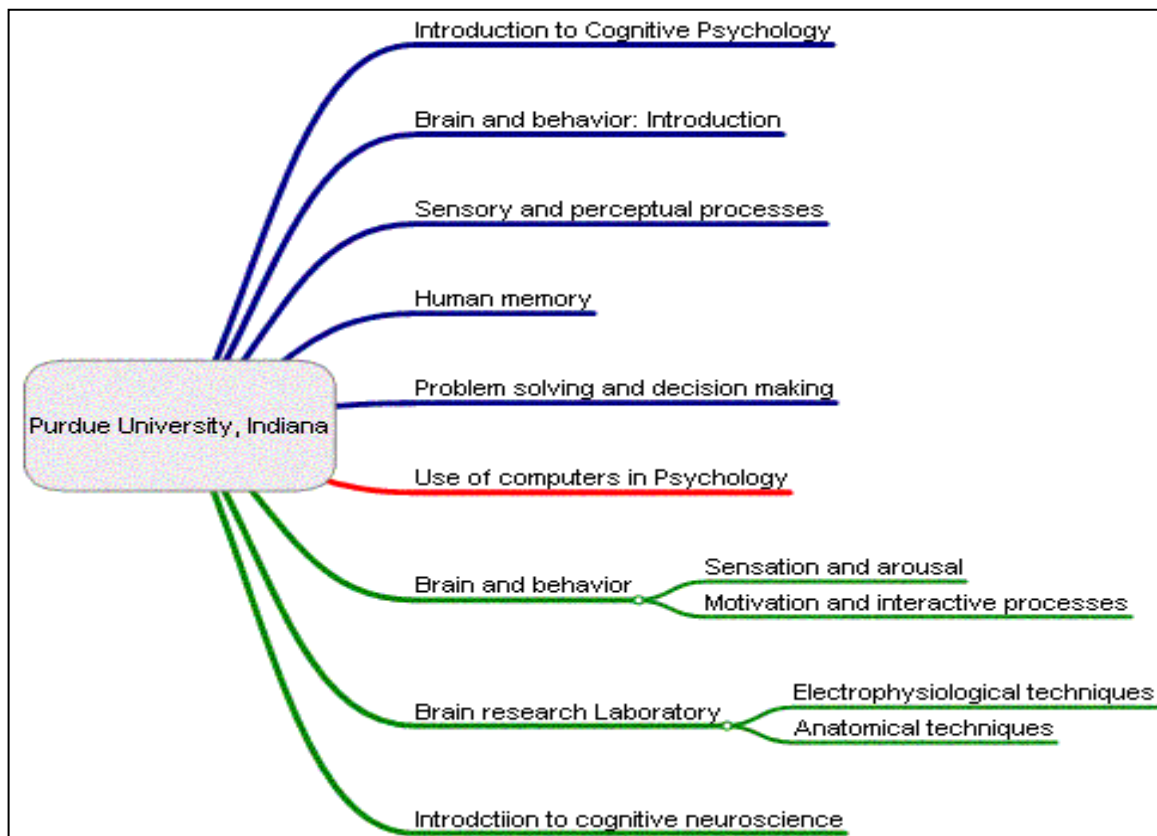 Introduction to Cognitive Psychology
Brain and behavior: Introduction
Sensory and perceptual processes
Human memory
Problem solving and decision making
Purdue University, Indiana
Use of computers in Psychology
Brain and behavior
Sensation and arousal
Motivation and interactive processes
Brain research Laboratory
Electrophysiological techniques
Anatomical techniques
Introdctiion to cognitive neuroscience